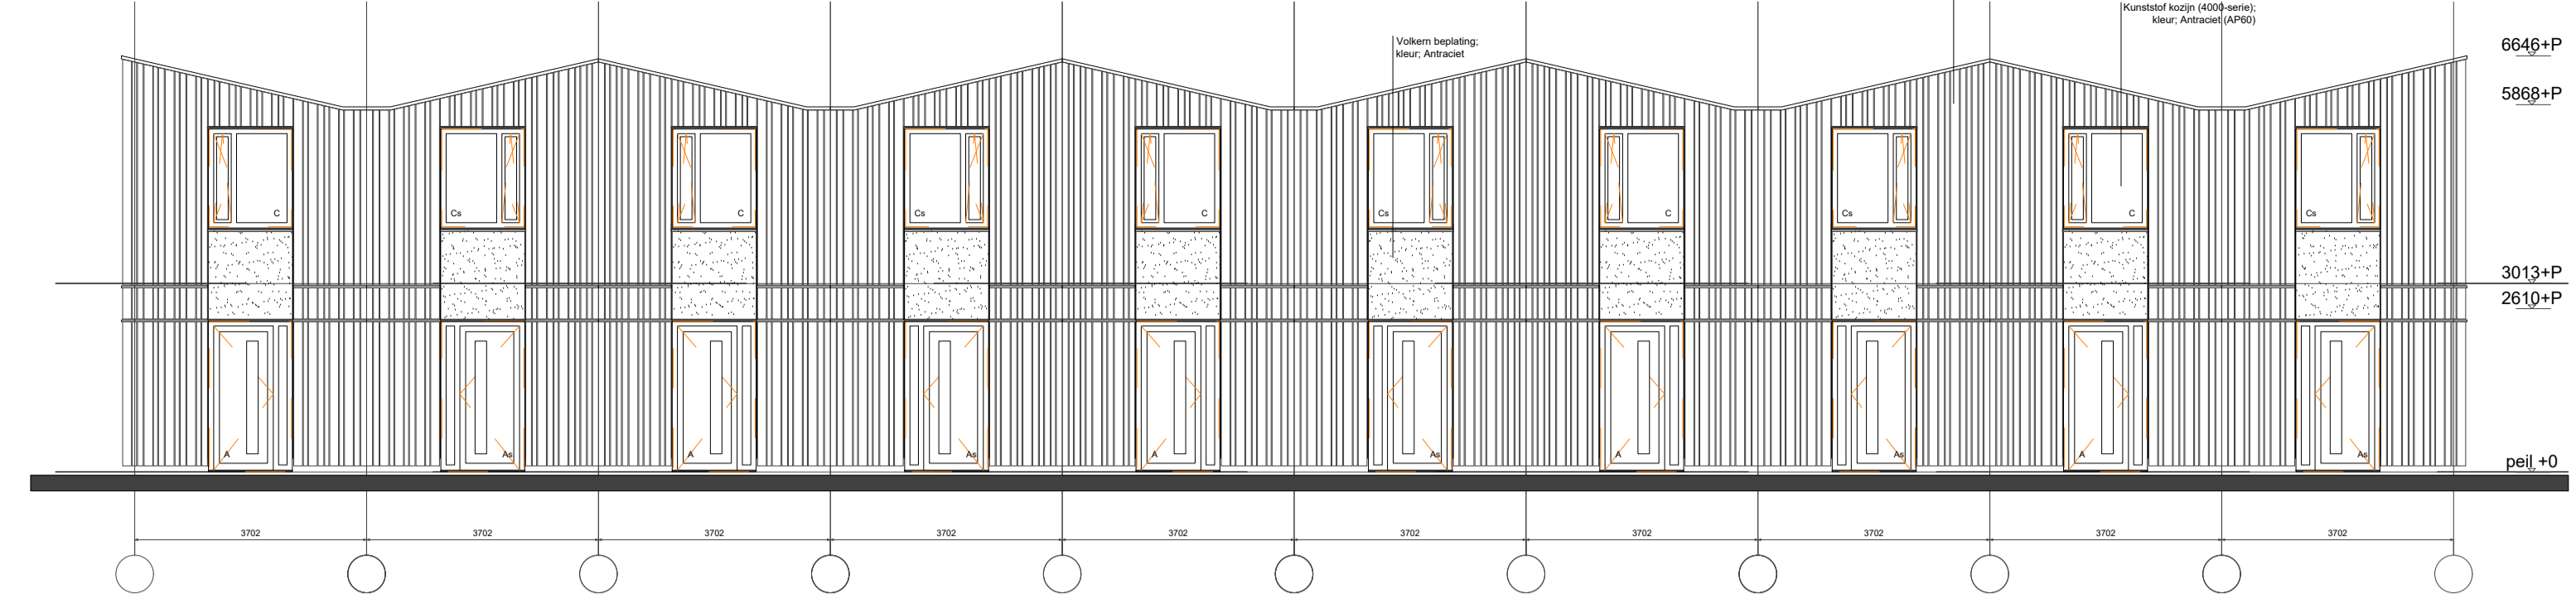 Kunststof kozijn (4000-serie);
kleur; Antraciet (AP60)
Volkern beplating;
kleur; Antraciet
6646+P
5868+P
C Cs C Cs C Cs C Cs C Cs
3013+P
2610+P
A As A As A As A As A As
peil +0
3702 3702 3702 3702 3702 3702 3702 3702 3702 3702